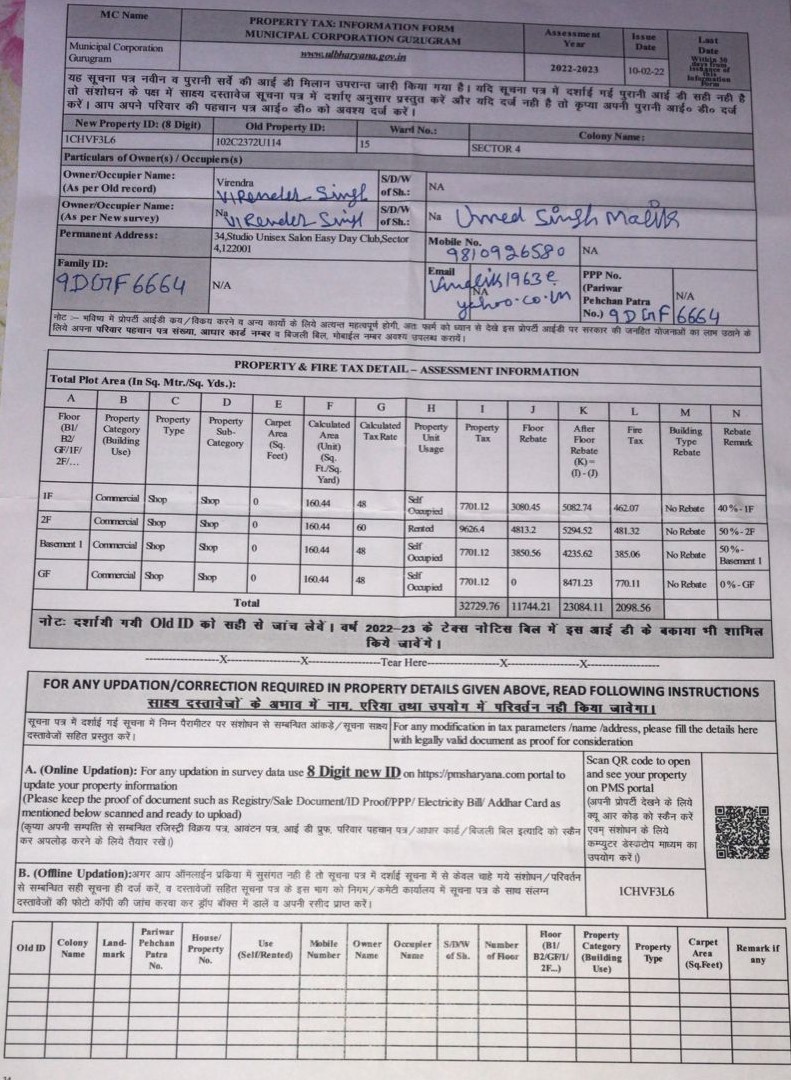 MC Name
PROPERTY TAX: INFORMATION FORM
MUNICIPAL CORPORATION GURUGRAM
Assessment Year
Issue Date
Last Date
Within 30 days from issuance of this Information Form
Municipal Corporation Gurugram
www.ulbharyana.gov.in
2022-2023
10-02-22
यह सूचना पत्र नवीन व पुरानी सर्वे की आई डी मिलान उपरान्त जारी किया गया है। यदि सूचना पत्र में दर्शाई गई पुरानी आई डी सही नही है
तो संशोधन के पक्ष में साक्ष्य दस्तावेज सूचना पत्र में दर्शाए अनुसार प्रस्तुत करें और यदि दर्ज नही है तो कृप्या अपनी पुरानी आई० डी० दर्ज
करें। आप अपने परिवार की पहचान पत्र आई० डी० को अवश्य दर्ज करें।
New Property ID: (8 Digit)
Old Property ID:
Ward No.:
Colony Name:
1CHVF3L6
102C2372U114
15
SECTOR 4
Particulars of Owner(s) / Occupiers(s)
Owner/Occupier Name: (As per Old record)
Virendra
Virender Singh
S/D/W of Sh.:
NA
Owner/Occupier Name: (As per New survey)
Na
Virender Singh
S/D/W of Sh.:
Na
Umed Singh Malik
Permanent Address:
34,Studio Unisex Salon Easy Day Club,Sector 4,122001
Mobile No.
9810926580
NA
Family ID:
9DGF6664
N/A
Email
NA
1963@
yahoo.co.in
PPP No. (Pariwar Pehchan Patra No.)
N/A
9DGF6664
नोट :- भविष्य में प्रोपर्टी आईडी क्रय/विक्रय करने व अन्य कार्यो के लिये अत्यन्त महत्वपूर्ण होगी, अतः फार्म को ध्यान से देखे इस प्रोपर्टी आईडी पर सरकार की जनहित योजनाओं का लाभ उठाने के
लिये अपना परिवार पहचान पत्र संख्या, आधार कार्ड नम्बर व बिजली बिल, मोबाईल नम्बर अवश्य उपलब्ध करायें।
PROPERTY & FIRE TAX DETAIL – ASSESSMENT INFORMATION
Total Plot Area (In Sq. Mtr./Sq. Yds.):
A B C D E F G H I J K L M N
Floor (B1/ B2/ GF/1F/ 2F/...
Property Category (Building Use)
Property Type
Property Sub-Category
Carpet Area (Sq. Feet)
Calculated Area (Unit) (Sq. Ft./Sq. Yard)
Calculated Tax Rate
Property Unit Usage
Property Tax
Floor Rebate
After Floor Rebate (K)= (I)-(J)
Fire Tax
Building Type Rebate
Rebate Remark
1F Commercial Shop Shop 0 160.44 48 Self Occupied 7701.12 3080.45 5082.74 462.07 No Rebate 40%-1F
2F Commercial Shop Shop 0 160.44 60 Rented 9626.4 4813.2 5294.52 481.32 No Rebate 50%-2F
Basement 1 Commercial Shop Shop 0 160.44 48 Self Occupied 7701.12 3850.56 4235.62 385.06 No Rebate 50%-Basement 1
GF Commercial Shop Shop 0 160.44 48 Self Occupied 7701.12 0 8471.23 770.11 No Rebate 0%-GF
Total 32729.76 11744.21 23084.11 2098.56
नोटः दर्शायी गयी Old ID को सही से जांच लेवें। वर्ष 2022-23 के टेक्स नोटिस बिल में इस आई डी के बकाया भी शामिल
किये जावेंगे।
--------------X--------------X--------------Tear Here--------------X--------------X--------------
FOR ANY UPDATION/CORRECTION REQUIRED IN PROPERTY DETAILS GIVEN ABOVE, READ FOLLOWING INSTRUCTIONS
साक्ष्य दस्तावेजों के अभाव में नाम, एरिया तथा उपयोग में परिवर्तन नही किया जावेगा।
सूचना पत्र में दर्शाई गई सूचना में निम्न पैरामीटर पर संशोधन से सम्बन्धित आंकड़े/सूचना साक्ष्य
दस्तावेजों सहित प्रस्तुत करें।
For any modification in tax parameters /name /address, please fill the details here
with legally valid document as proof for consideration
A. (Online Updation): For any updation in survey data use 8 Digit new ID on https://pmsharyana.com portal to
update your property information
(Please keep the proof of document such as Registry/Sale Document/ID Proof/PPP/ Electricity Bill/ Addhar Card as
mentioned below scanned and ready to upload)
(कृप्या अपनी सम्पत्ति से सम्बन्धित रजिस्ट्री विक्रय पत्र, आवंटन पत्र, आई डी प्रुफ, परिवार पहचान पत्र/आधार कार्ड/बिजली बिल इत्यादि को स्कैन
कर अपलोड करने के लिये तैयार रखें।)
Scan QR code to open
and see your property
on PMS portal
(अपनी प्रोपर्टी देखने के लिये
क्यू आर कोड को स्कैन करें
एवम् संशोधन के लिये
कम्पुटर डेस्कटोप माध्यम का
उपयोग करें।)
B. (Offline Updation):अगर आप ऑनलाईन प्रकिया में सुसंगत नही है तो सूचना पत्र में दर्शाई सूचना में से केवल चाहे गये संशोधन/परिवर्तन
से सम्बन्धित सही सूचना ही दर्ज करें, व दस्तावेजों सहित सूचना पत्र के इस भाग को निगम/कमेटी कार्यालय में सूचना पत्र के साथ संलग्न
दस्तावेजों की फोटो कॉपी की जांच करवा कर ड्रॉप बॉक्स में डालें व अपनी रसीद प्राप्त करें।
1CHVF3L6
Old ID
Colony Name
Land-mark
Pariwar Pehchan Patra No.
House/ Property No.
Use (Self/Rented)
Mobile Number
Owner Name
Occupier Name
S/D/W of Sh.
Number of Floor
Floor (B1/ B2/GF/1/ 2F...)
Property Category (Building Use)
Property Type
Carpet Area (Sq.Feet)
Remark if any